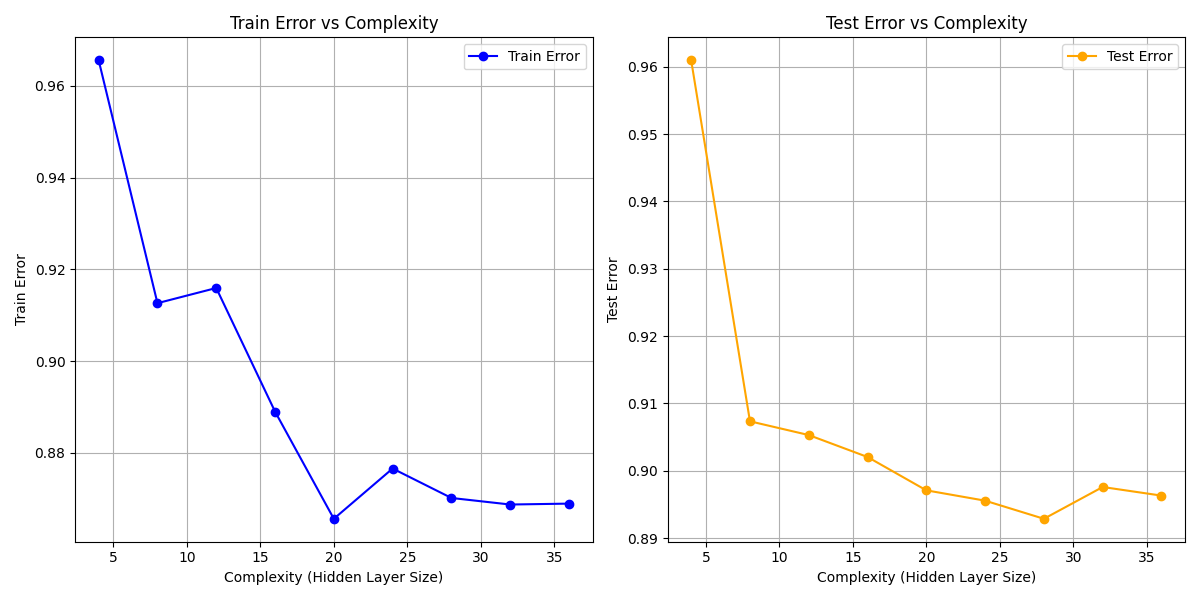 Train Error vs Complexity
Train Error
0.96
0.94
0.92
0.90
0.88
Train Error
5 10 15 20 25 30 35
Complexity (Hidden Layer Size)
Test Error vs Complexity
Test Error
0.96
0.95
0.94
0.93
0.92
0.91
0.90
0.89
Test Error
5 10 15 20 25 30 35
Complexity (Hidden Layer Size)